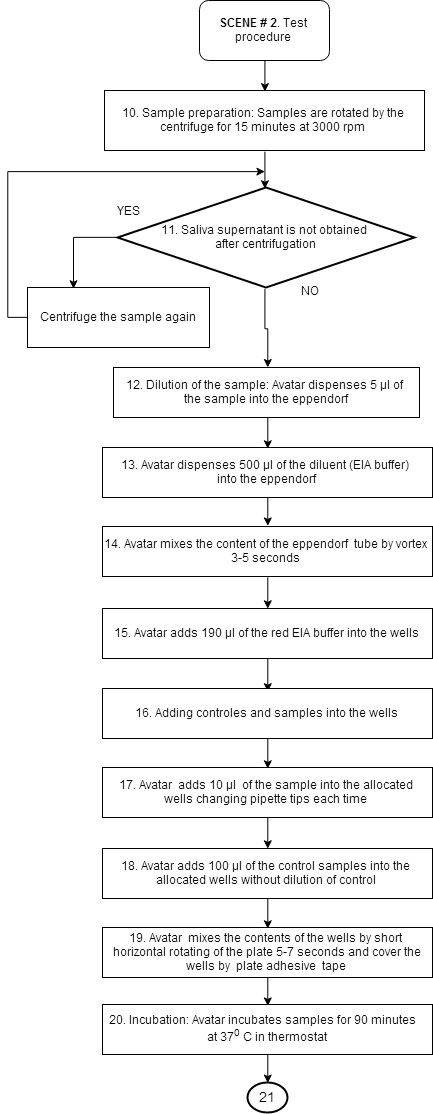 SCENE # 2. Test
procedure
10. Sample preparation: Samples are rotated by the
centrifuge for 15 minutes at 3000 rpm
YES
11. Saliva supernatant is not obtained
after centrifugation
NO
Centrifuge the sample again
12. Dilution of the sample: Avatar dispenses 5 µl of
the sample into the eppendorf
13. Avatar dispenses 500 µl of the diluent (EIA buffer)
into the eppendorf
14. Avatar mixes the content of the eppendorf tube by vortex
3-5 seconds
15. Avatar adds 190 µl of the red EIA buffer into the wells
16. Adding controles and samples into the wells
17. Avatar adds 10 µl of the sample into the allocated
wells changing pipette tips each time
18. Avatar adds 100 µl of the control samples into the
allocated wells without dilution of control
19. Avatar mixes the contents of the wells by short
horizontal rotating of the plate 5-7 seconds and cover the
wells by plate adhesive tape
20. Incubation: Avatar incubates samples for 90 minutes
at 37⁰ C in thermostat
21